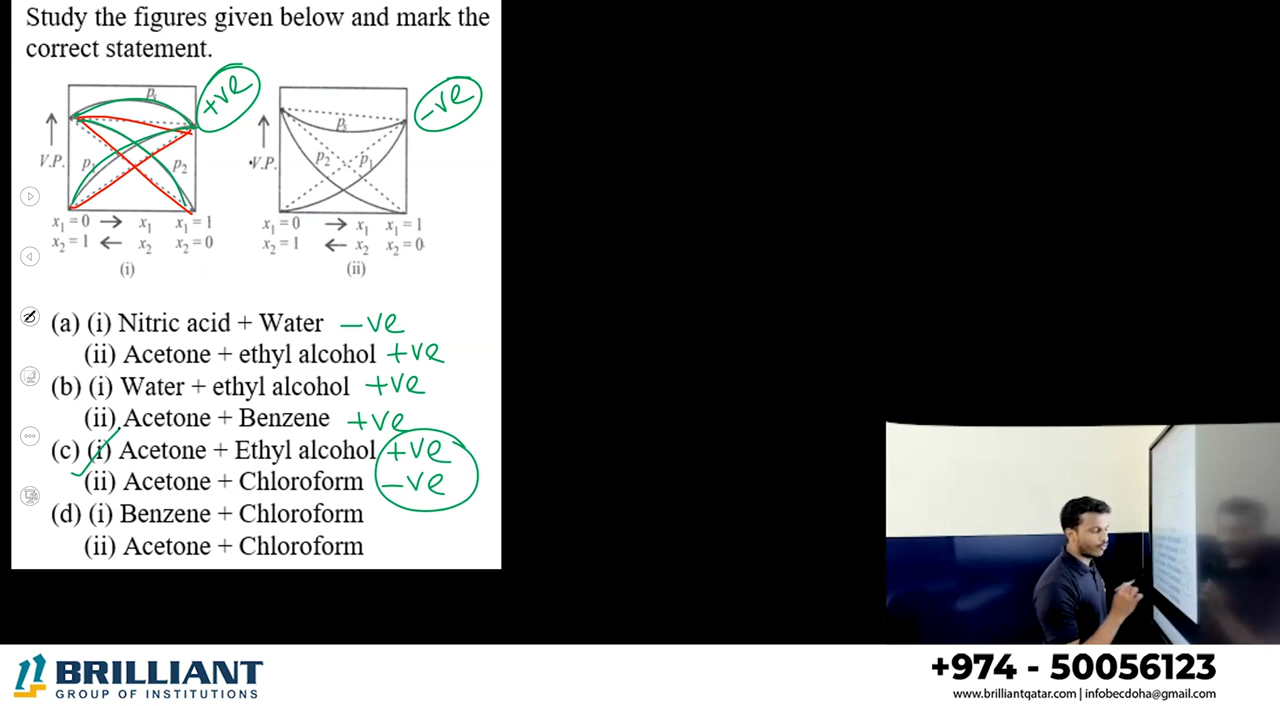 Study the figures given below and mark the
correct statement.
+ve
-ve
V.P.
p₁
p₂
pₛ
V.P.
p₂
p₁
pₛ
x₁ = 0 → x₁ x₁ = 1
x₂ = 1 ← x₂ x₂ = 0
(i)
x₁ = 0 → x₁ x₁ = 1
x₂ = 1 ← x₂ x₂ = 0
(ii)
(a) (i) Nitric acid + Water -ve
(ii) Acetone + ethyl alcohol +ve
(b) (i) Water + ethyl alcohol +ve
(ii) Acetone + Benzene +ve
(c) (i) Acetone + Ethyl alcohol +ve
(ii) Acetone + Chloroform -ve
(d) (i) Benzene + Chloroform
(ii) Acetone + Chloroform
BRILLIANT
GROUP OF INSTITUTIONS
+974 - 50056123
www.brilliantqatar.com | infobecdoha@gmail.com